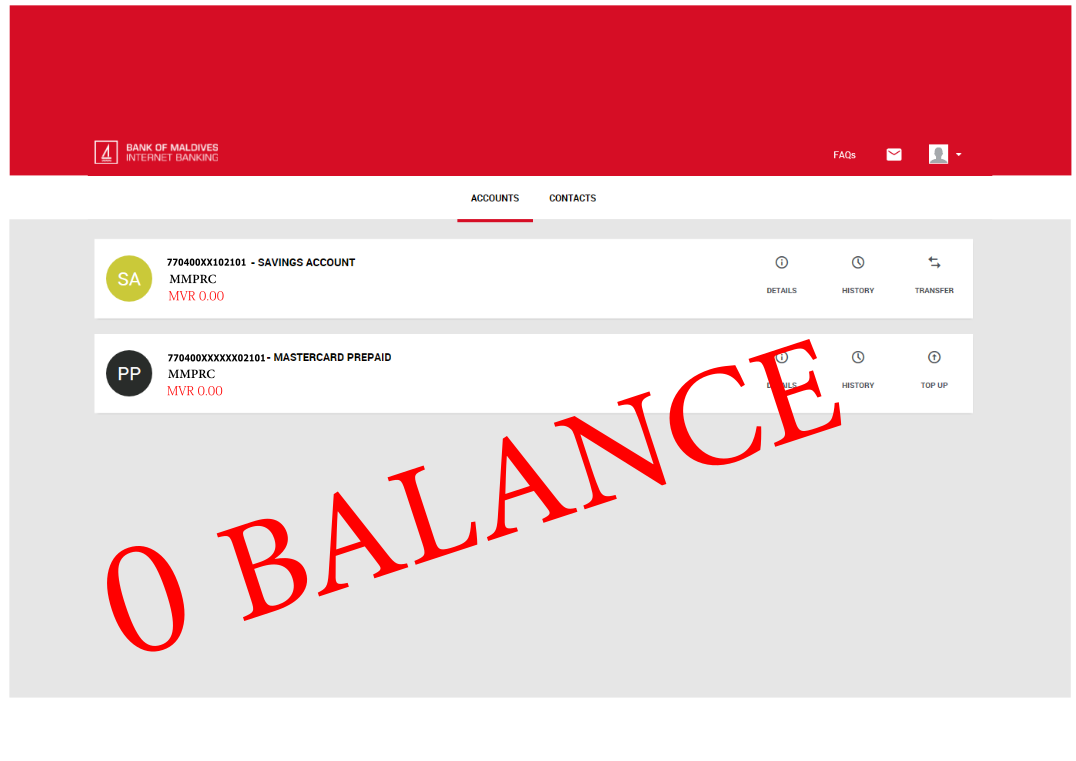 BANK OF MALDIVES
INTERNET BANKING
FAQs
ACCOUNTS CONTACTS
SA
770400XX102101 - SAVINGS ACCOUNT
MMPRC
MVR 0.00
DETAILS HISTORY TRANSFER
PP
770400XXXXXX02101- MASTERCARD PREPAID
MMPRC
MVR 0.00
DETAILS HISTORY TOP UP
0 BALANCE